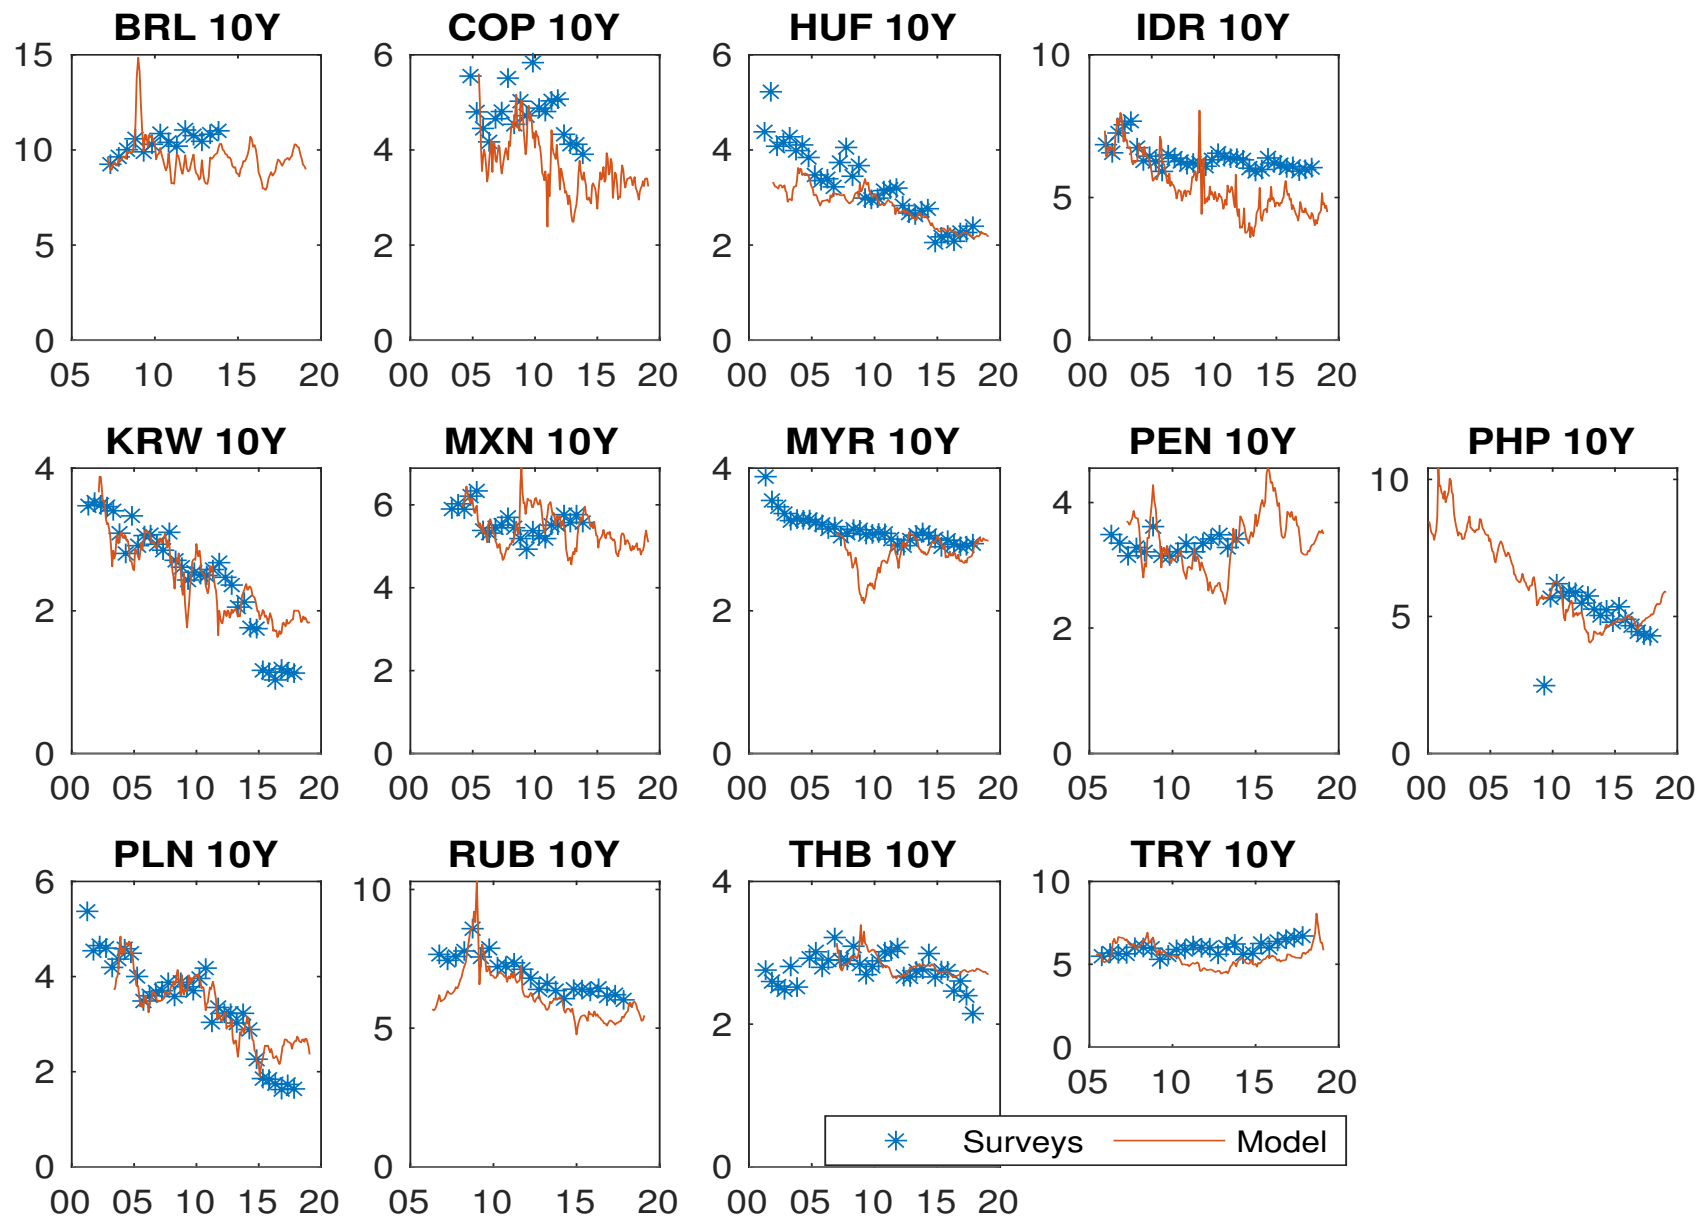 BRL 10Y COP 10Y HUF 10Y IDR 10Y
15 6 6 10
10 4 4
5 2 2 5
0 0 0 0
05 10 15 20 00 05 10 15 20 00 05 10 15 20 00 05 10 15 20
KRW 10Y MXN 10Y MYR 10Y PEN 10Y PHP 10Y
4 6 4 4 10
2 4 2 2 5
2
0 0 0 0 0
00 05 10 15 20 00 05 10 15 20 00 05 10 15 20 05 10 15 20 00 05 10 15 20
PLN 10Y RUB 10Y THB 10Y TRY 10Y
6 10 4 10
4 5
2 5 2 0
05 10 15 20
Surveys Model
0 0 0
00 05 10 15 20 05 10 15 20 00 05 10 15 20